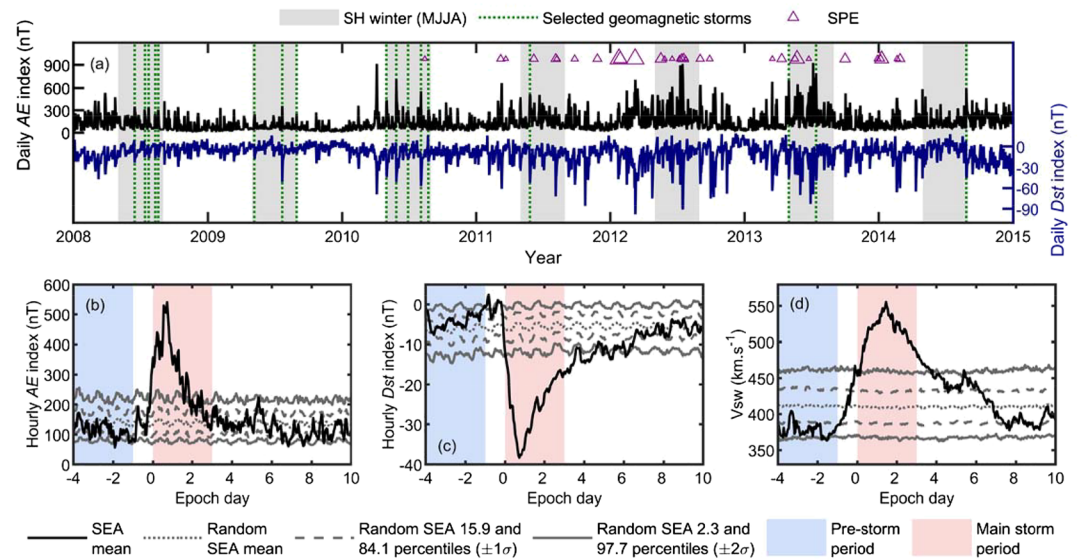 SH winter (MJJA) Selected geomagnetic storms SPE
(a)
Daily AE index (nT)
900
600
300
0
0
-30
-60
-90
Daily Dst index (nT)
2008 2009 2010 2011 2012 2013 2014 2015
Year
(b)
Hourly AE index (nT)
600
500
400
300
200
100
0
-4 -2 0 2 4 6 8 10
Epoch day
(c)
Hourly Dst index (nT)
0
-10
-20
-30
-40
-4 -2 0 2 4 6 8 10
Epoch day
(d)
Vsw (km.s-1)
550
500
450
400
350
-4 -2 0 2 4 6 8 10
Epoch day
SEA mean
Random SEA mean
Random SEA 15.9 and
84.1 percentiles (±1σ)
Random SEA 2.3 and
97.7 percentiles (±2σ)
Pre-storm period
Main storm period